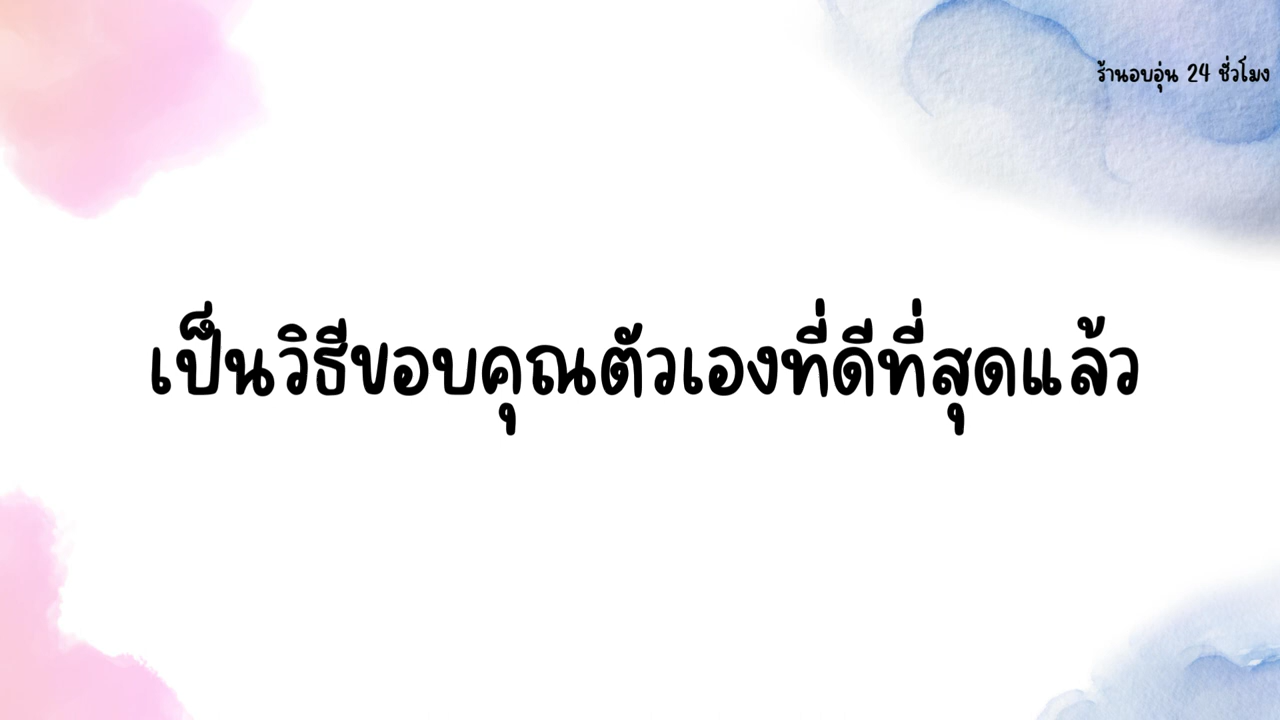 ร้านอบอุ่น 24 ชั่วโมง
เป็นวิธีขอบคุณตัวเองที่ดีที่สุดแล้ว